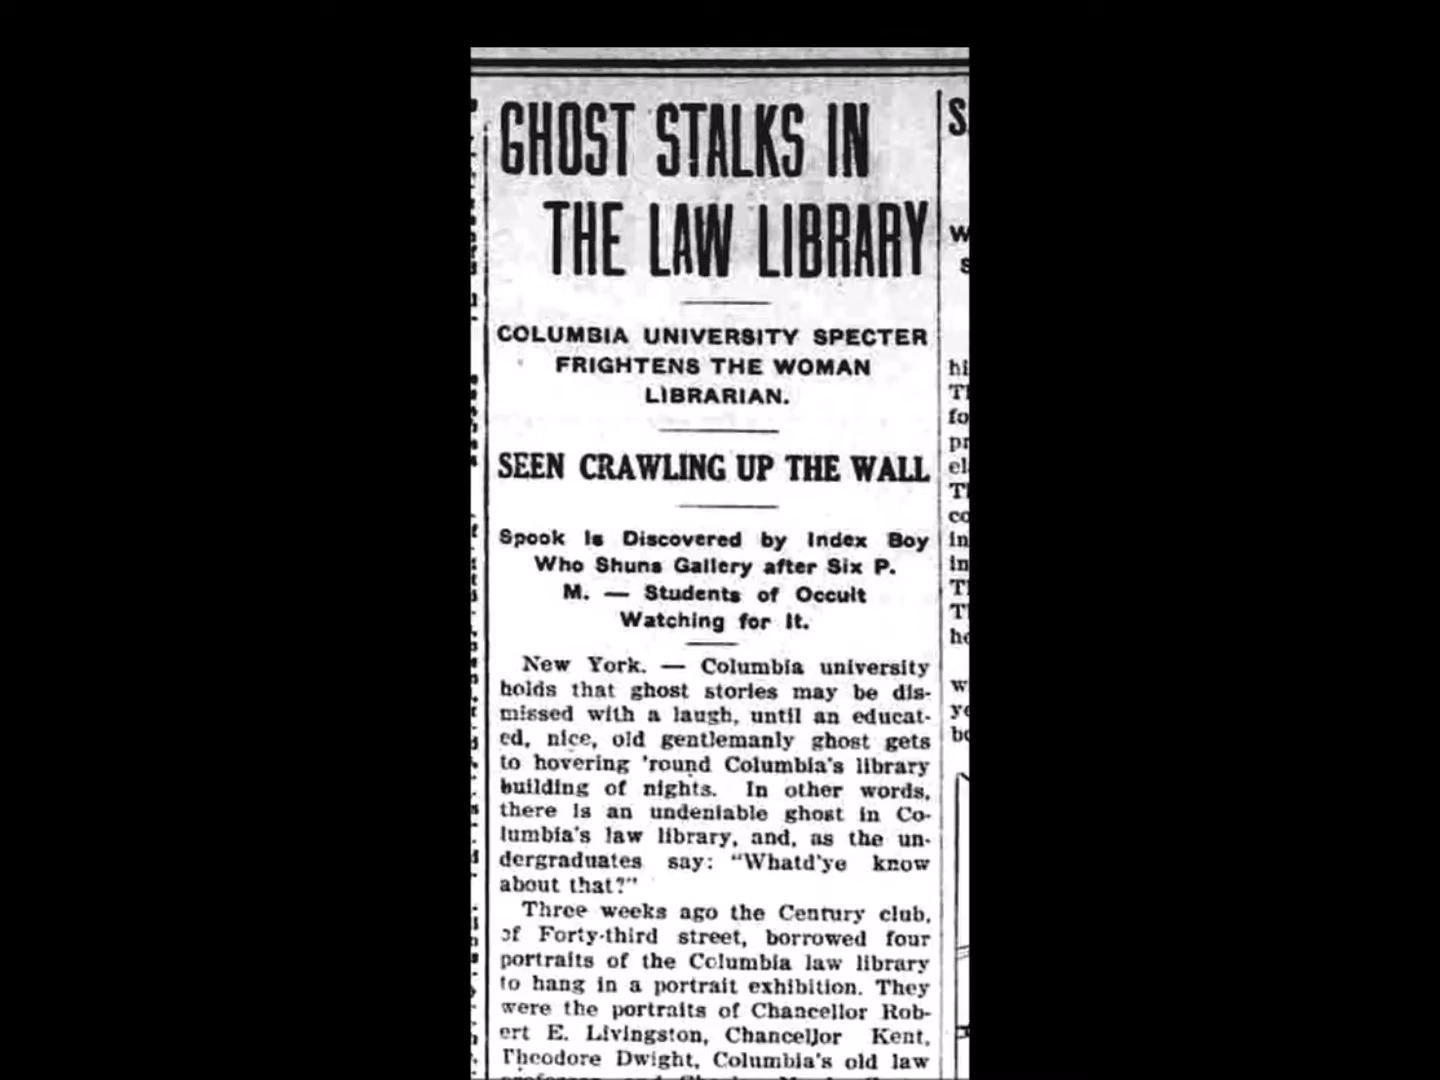 GHOST STALKS IN
THE LAW LIBRARY
COLUMBIA UNIVERSITY SPECTER
FRIGHTENS THE WOMAN
LIBRARIAN.
SEEN CRAWLING UP THE WALL
Spook Is Discovered by Index Boy
Who Shuns Gallery after Six P.
M. — Students of Occult
Watching for It.
New York. — Columbia university
holds that ghost stories may be dis-
missed with a laugh, until an educat-
ed, nice, old gentlemanly ghost gets
to hovering 'round Columbia's library
building of nights. In other words,
there is an undeniable ghost in Co-
lumbia's law library, and, as the un-
dergraduates say: "Whatd'ye know
about that?"
Three weeks ago the Century club,
of Forty-third street, borrowed four
portraits of the Columbia law library
to hang in a portrait exhibition. They
were the portraits of Chancellor Rob-
ert E. Livingston, Chancellor Kent,
Theodore Dwight, Columbia's old law